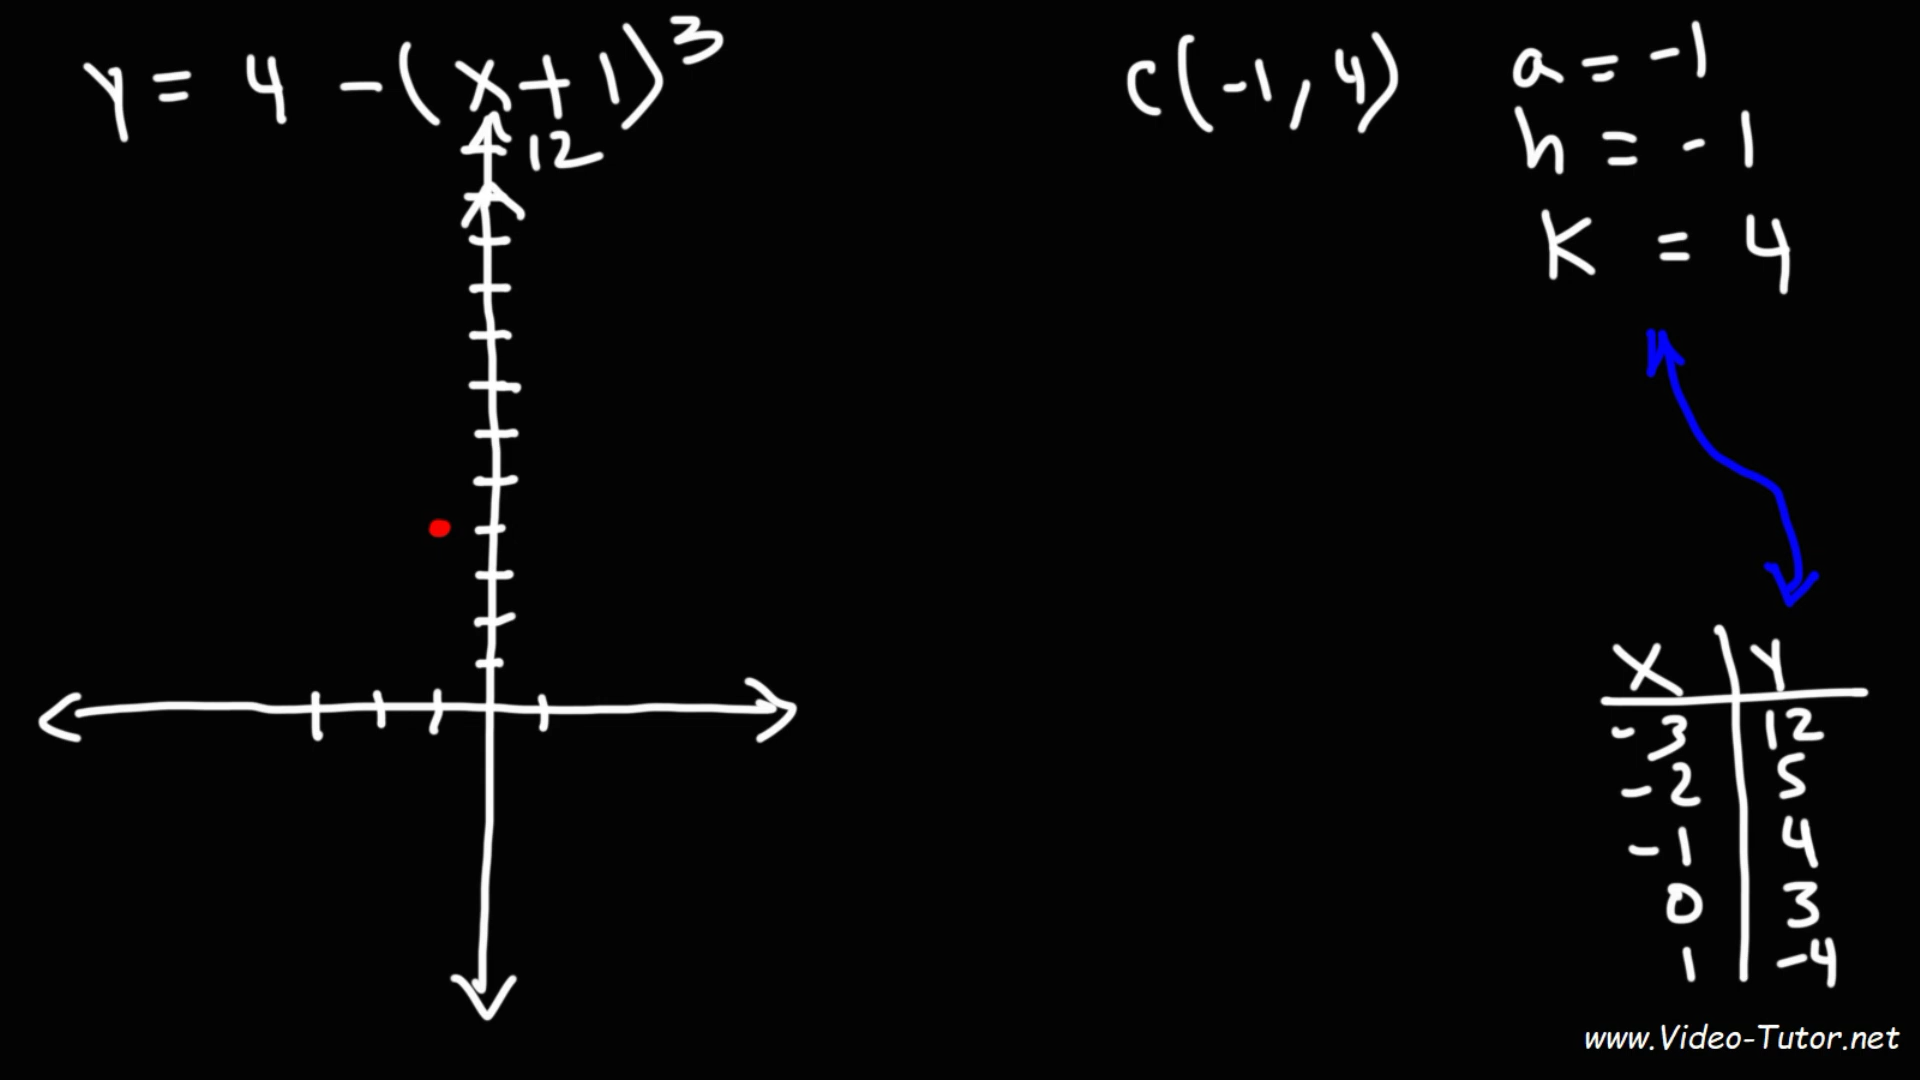 y = 4 - (x + 1)³
12
C(-1, 4)
a = -1
h = -1
K = 4
X | Y
-3 | 12
-2 | 5
-1 | 4
0 | 3
1 | -4
www.Video-Tutor.net